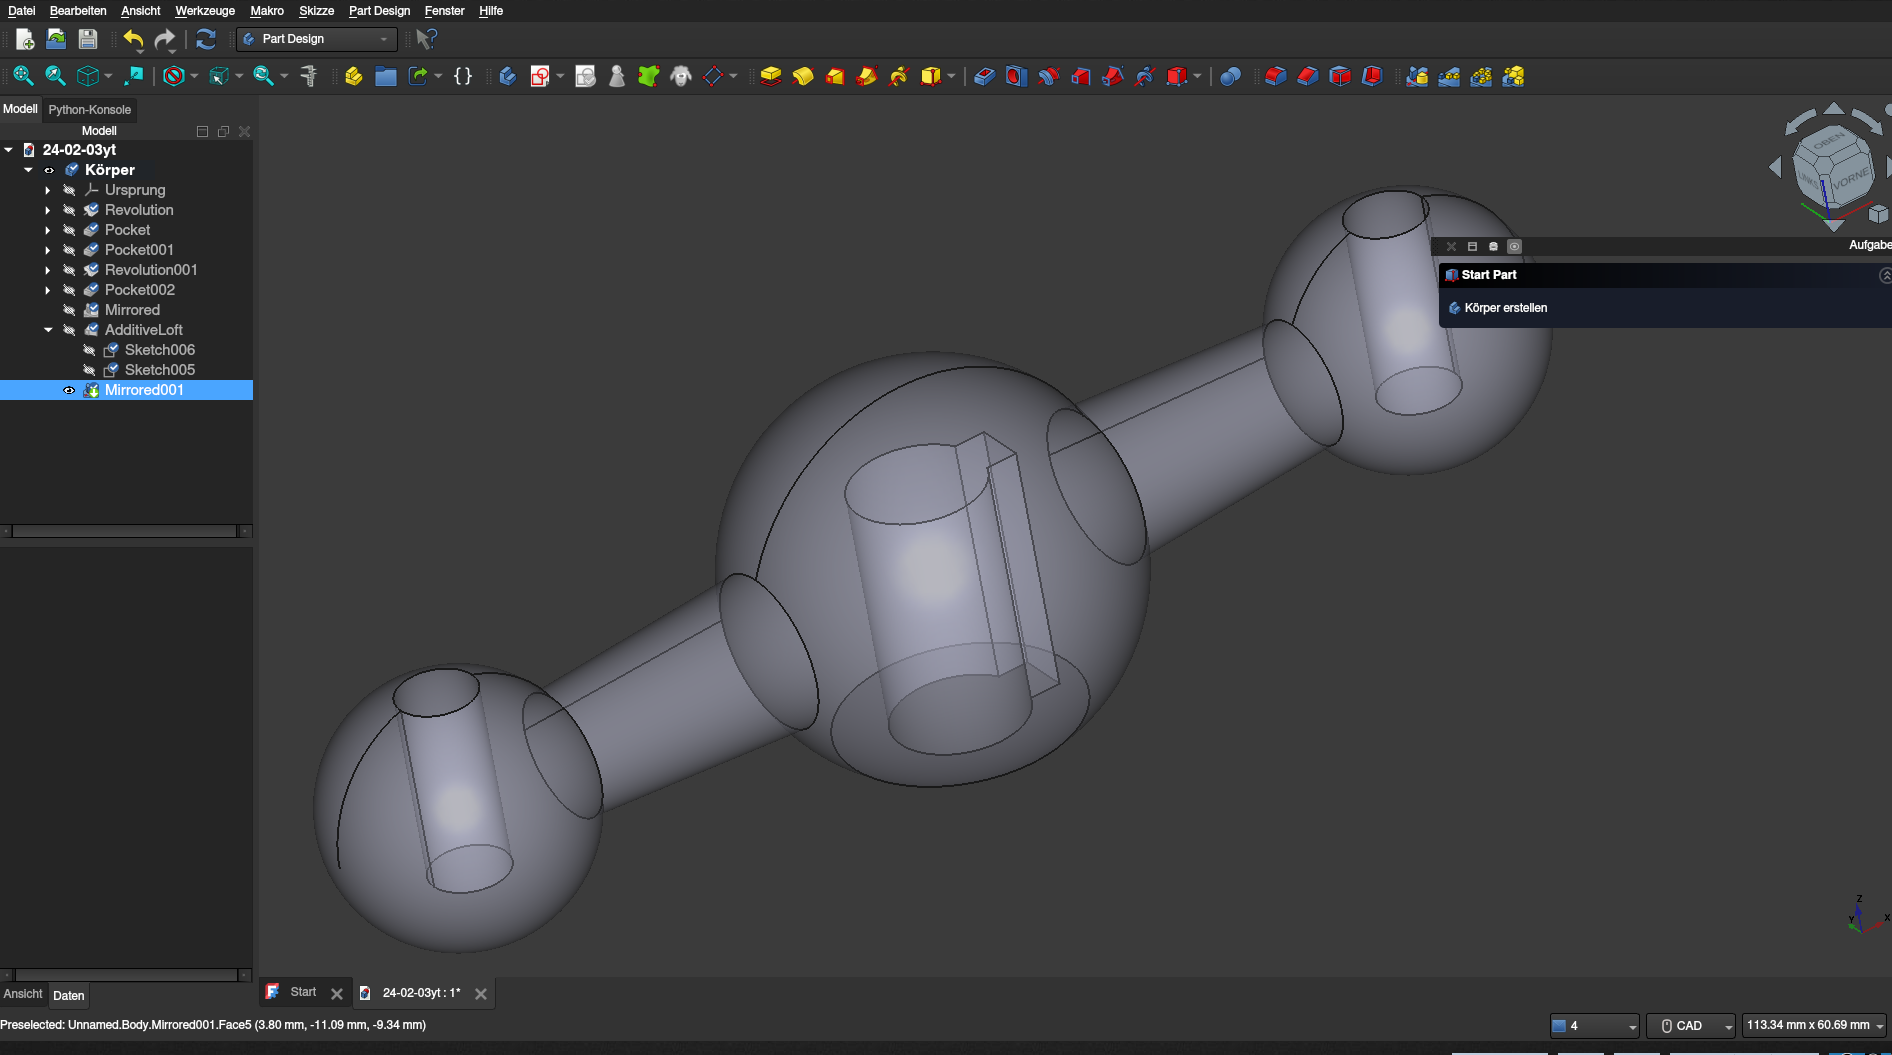 Datei Bearbeiten Ansicht Werkzeuge Makro Skizze Part Design Fenster Hilfe
Part Design
Modell Python-Konsole
Modell
24-02-03yt
Körper
Ursprung
Revolution
Pocket
Pocket001
Revolution001
Pocket002
Mirrored
AdditiveLoft
Sketch006
Sketch005
Mirrored001
OBEN
LINKS
VORNE
Aufgabe
Start Part
Körper erstellen
Z
Y
X
Ansicht Daten
Start
24-02-03yt : 1*
Preselected: Unnamed.Body.Mirrored001.Face5 (3.80 mm, -11.09 mm, -9.34 mm)
4
CAD
113.34 mm x 60.69 mm